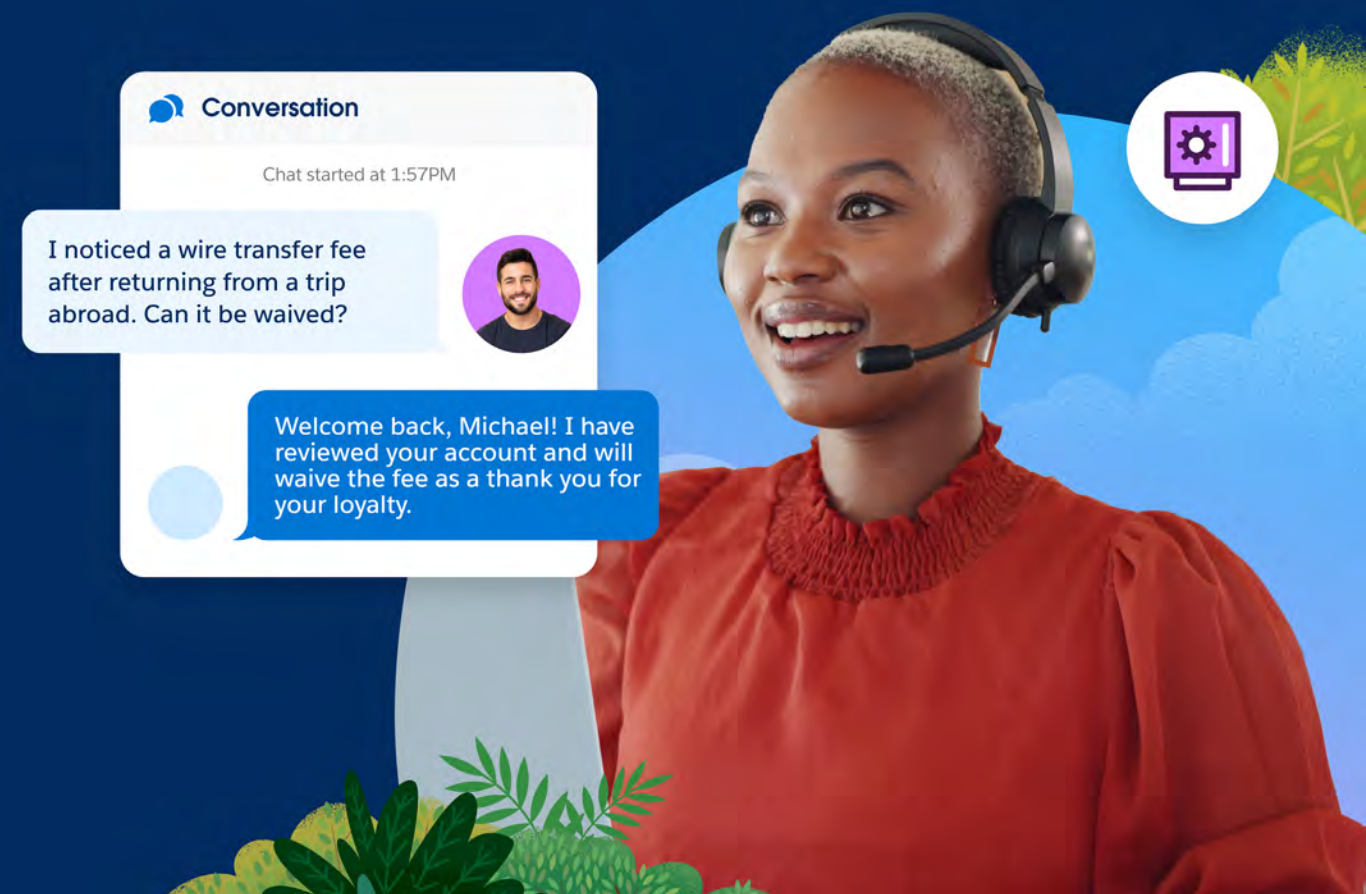 Conversation
Chat started at 1:57PM
I noticed a wire transfer fee
after returning from a trip
abroad. Can it be waived?
Welcome back, Michael! I have
reviewed your account and will
waive the fee as a thank you for
your loyalty.